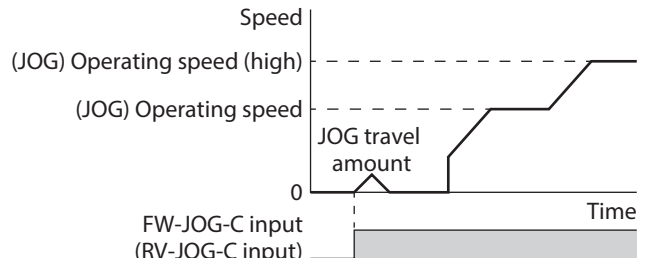 Speed
(JOG) Operating speed (high)
(JOG) Operating speed
JOG travel
amount
0
Time
FW-JOG-C input
(RV-JOG-C input)